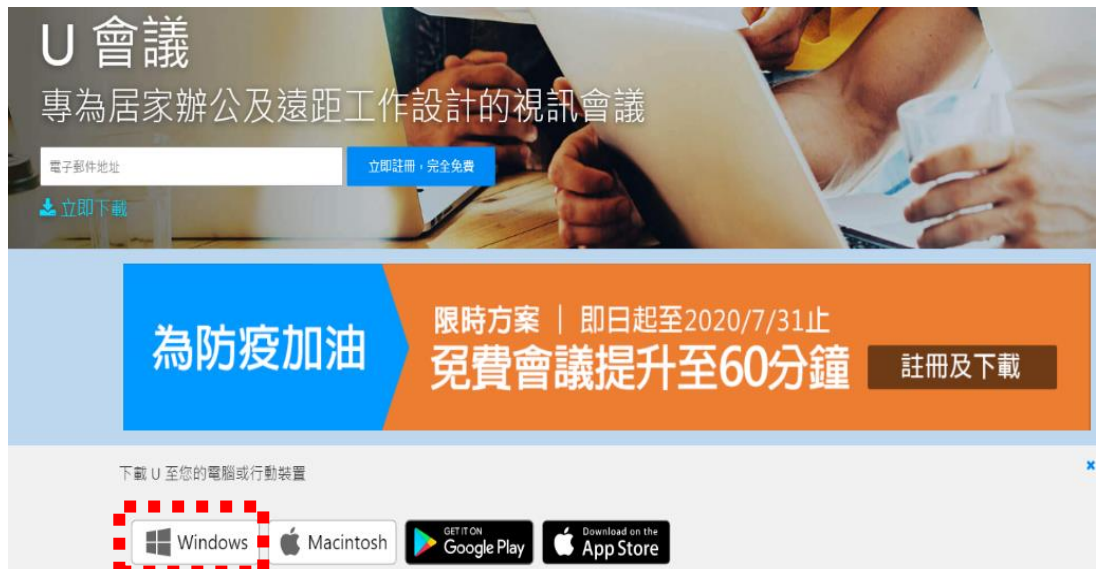 U 會議
專為居家辦公及遠距工作設計的視訊會議
電子郵件地址
立即註冊，完全免費
立即下載
為防疫加油
限時方案｜即日起至2020/7/31止
免費會議提升至60分鐘
註冊及下載
下載 U 至您的電腦或行動裝置
Windows
Macintosh
GET IT ON
Google Play
Download on the
App Store